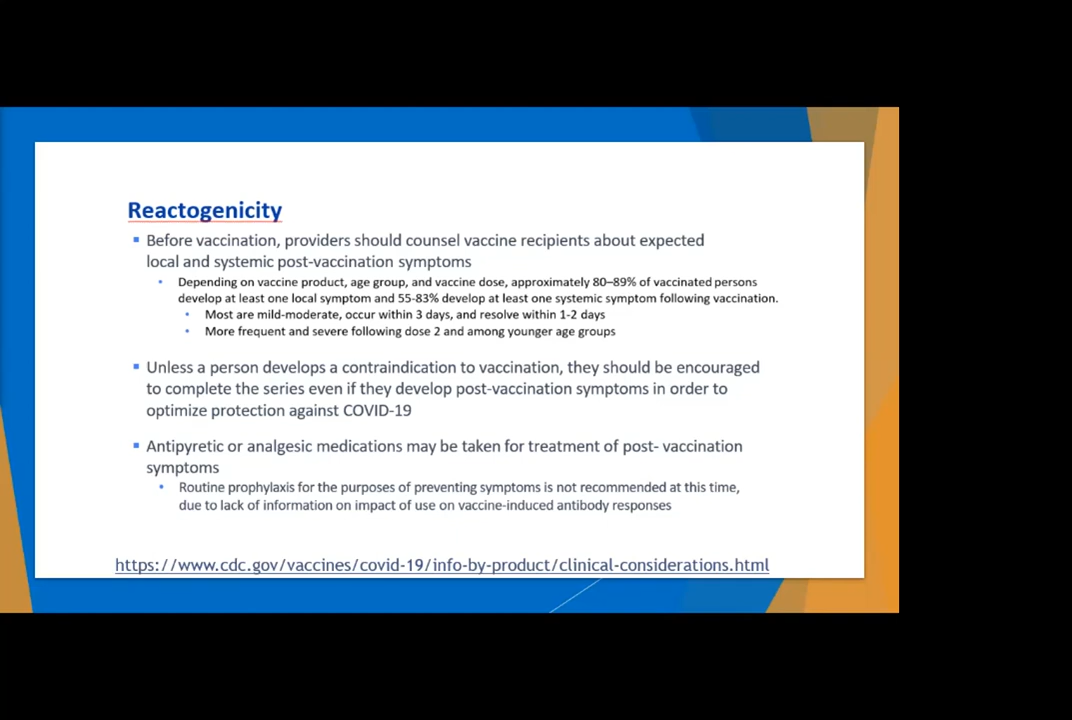 Reactogenicity
▪ Before vaccination, providers should counsel vaccine recipients about expected
local and systemic post-vaccination symptoms
• Depending on vaccine product, age group, and vaccine dose, approximately 80–89% of vaccinated persons
develop at least one local symptom and 55-83% develop at least one systemic symptom following vaccination.
• Most are mild-moderate, occur within 3 days, and resolve within 1-2 days
• More frequent and severe following dose 2 and among younger age groups
▪ Unless a person develops a contraindication to vaccination, they should be encouraged
to complete the series even if they develop post-vaccination symptoms in order to
optimize protection against COVID-19
▪ Antipyretic or analgesic medications may be taken for treatment of post- vaccination
symptoms
• Routine prophylaxis for the purposes of preventing symptoms is not recommended at this time,
due to lack of information on impact of use on vaccine-induced antibody responses
https://www.cdc.gov/vaccines/covid-19/info-by-product/clinical-considerations.html